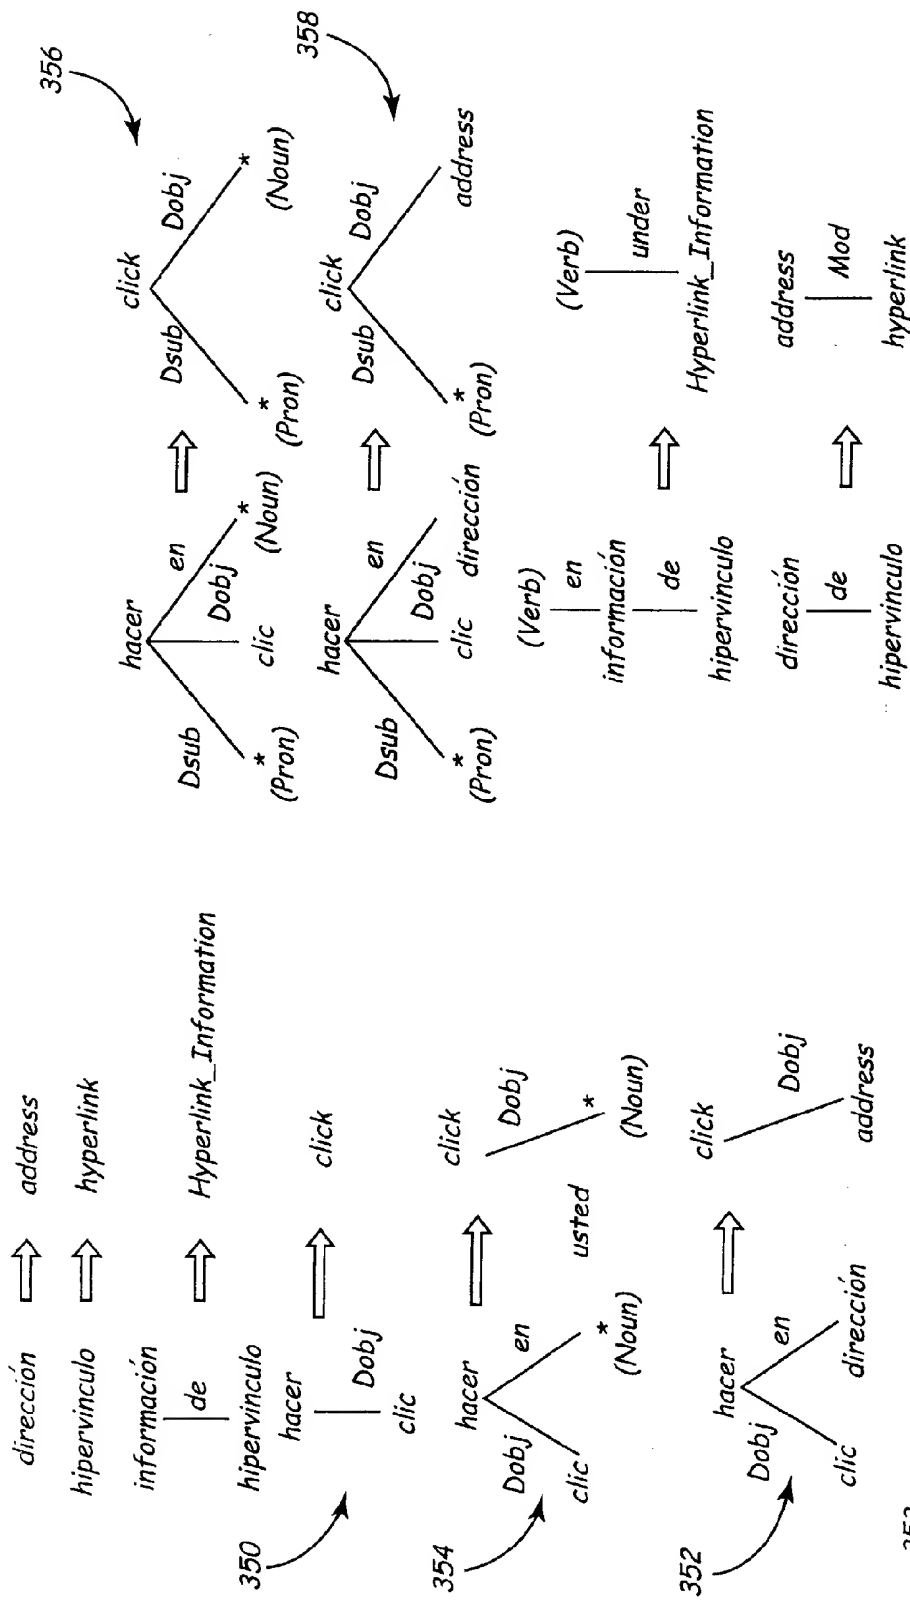 dirección address
hipervinculo hyperlink
información
de Hyperlink_Information
hipervinculo
350
hacer
Dobj click
clic
354
hacer click
Dobj en Dobj
clic * *
(Noun) usted (Noun)
352
hacer click
Dobj en Dobj
clic dirección address
356
hacer click
Dsub Dobj en Dsub Dobj
* clic * * *
(Pron) (Noun) (Pron) (Noun)
358
hacer click
Dsub Dobj en Dsub Dobj
* clic dirección * address
(Pron) (Pron)
(Verb) (Verb)
en
información under
de
hipervinculo Hyperlink_Information
dirección address
de Mod
hipervinculo hyperlink